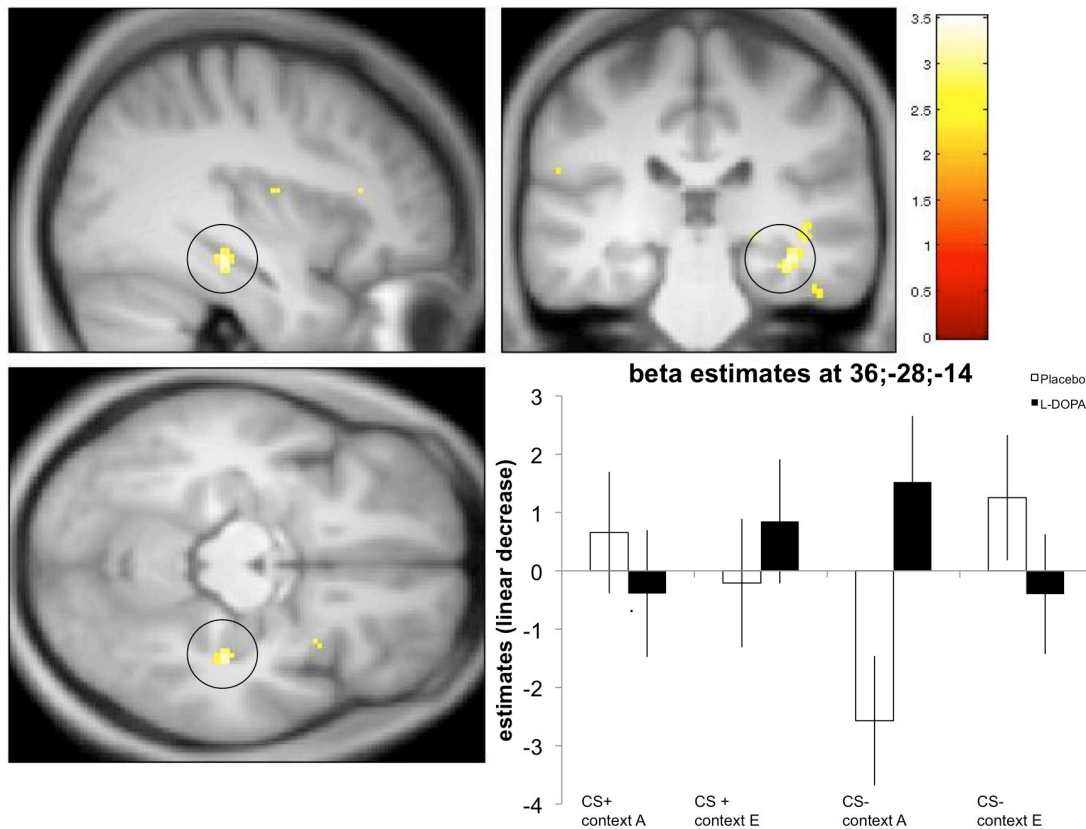 3.5
3
2.5
2
1.5
1
0.5
0
beta estimates at 36;-28;-14
Placebo
L-DOPA
estimates (linear decrease)
3
2
1
0
-1
-2
-3
-4
CS+
context A
CS +
context E
CS-
context A
CS-
context E